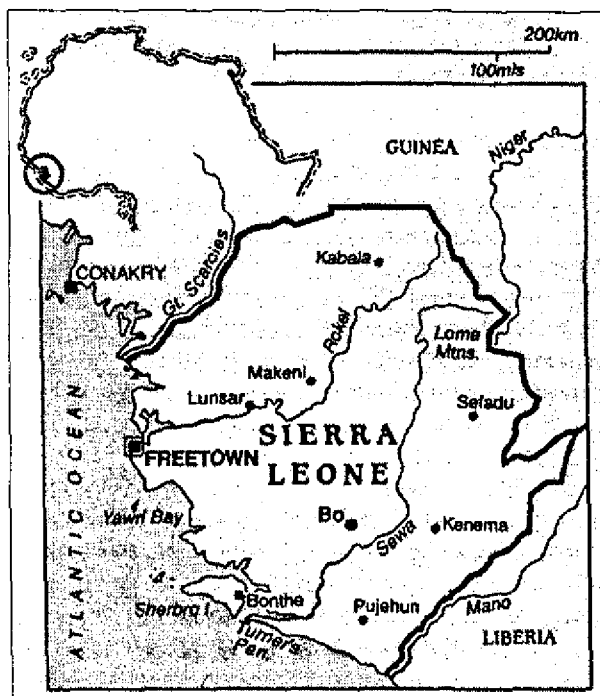 200km
100mls
GUINEA
Niger
CONAKRY
Gt. Scarcies
Kabala
Rokel
Loma
Mtns.
Makeni
Lunsar
Sefadu
SIERRA
LEONE
FREETOWN
ATLANTIC OCEAN
Yawri Bay
Bo
Sewa
Kenema
Sherbro I.
Bonthe
Turner's
Pen.
Pujehun
Mano
LIBERIA